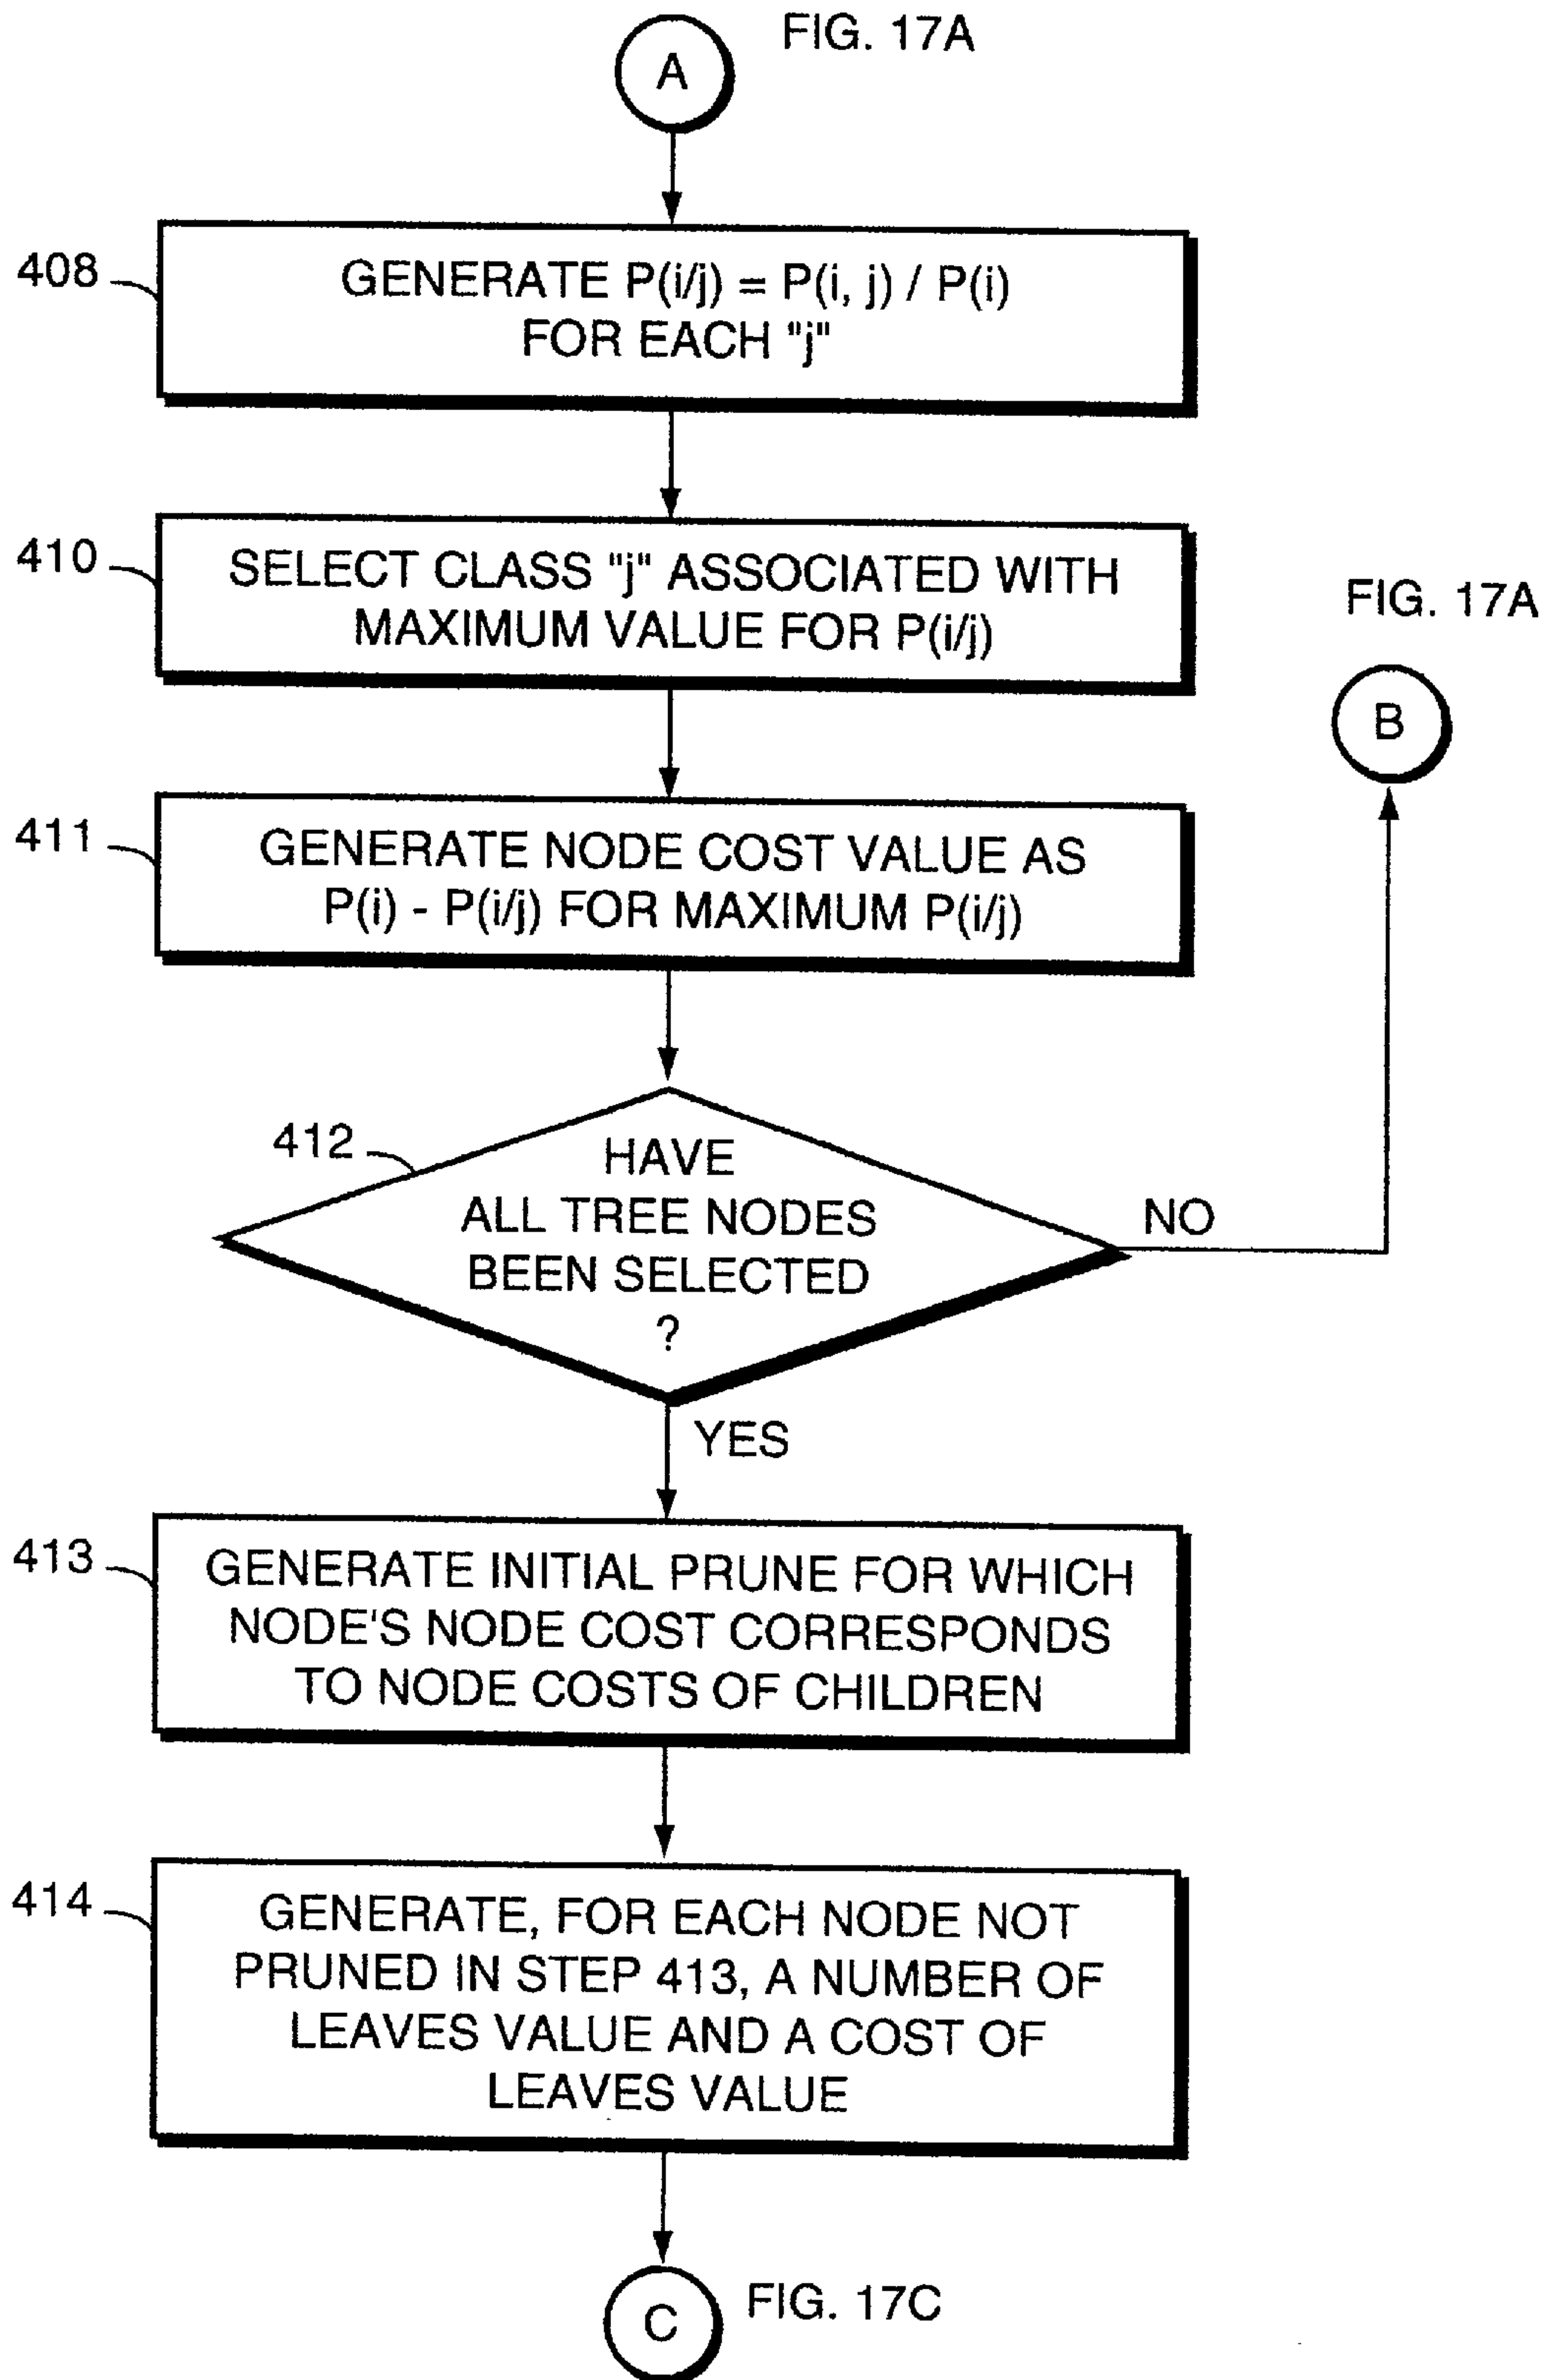 FIG. 17A
A
408
GENERATE P(i/j) = P(i, j) / P(i)
FOR EACH "j"
410
SELECT CLASS "j" ASSOCIATED WITH
MAXIMUM VALUE FOR P(i/j)
FIG. 17A
B
411
GENERATE NODE COST VALUE AS
P(i) - P(i/j) FOR MAXIMUM P(i/j)
412
HAVE
ALL TREE NODES
BEEN SELECTED
?
NO
YES
413
GENERATE INITIAL PRUNE FOR WHICH
NODE'S NODE COST CORRESPONDS
TO NODE COSTS OF CHILDREN
414
GENERATE, FOR EACH NODE NOT
PRUNED IN STEP 413, A NUMBER OF
LEAVES VALUE AND A COST OF
LEAVES VALUE
C
FIG. 17C